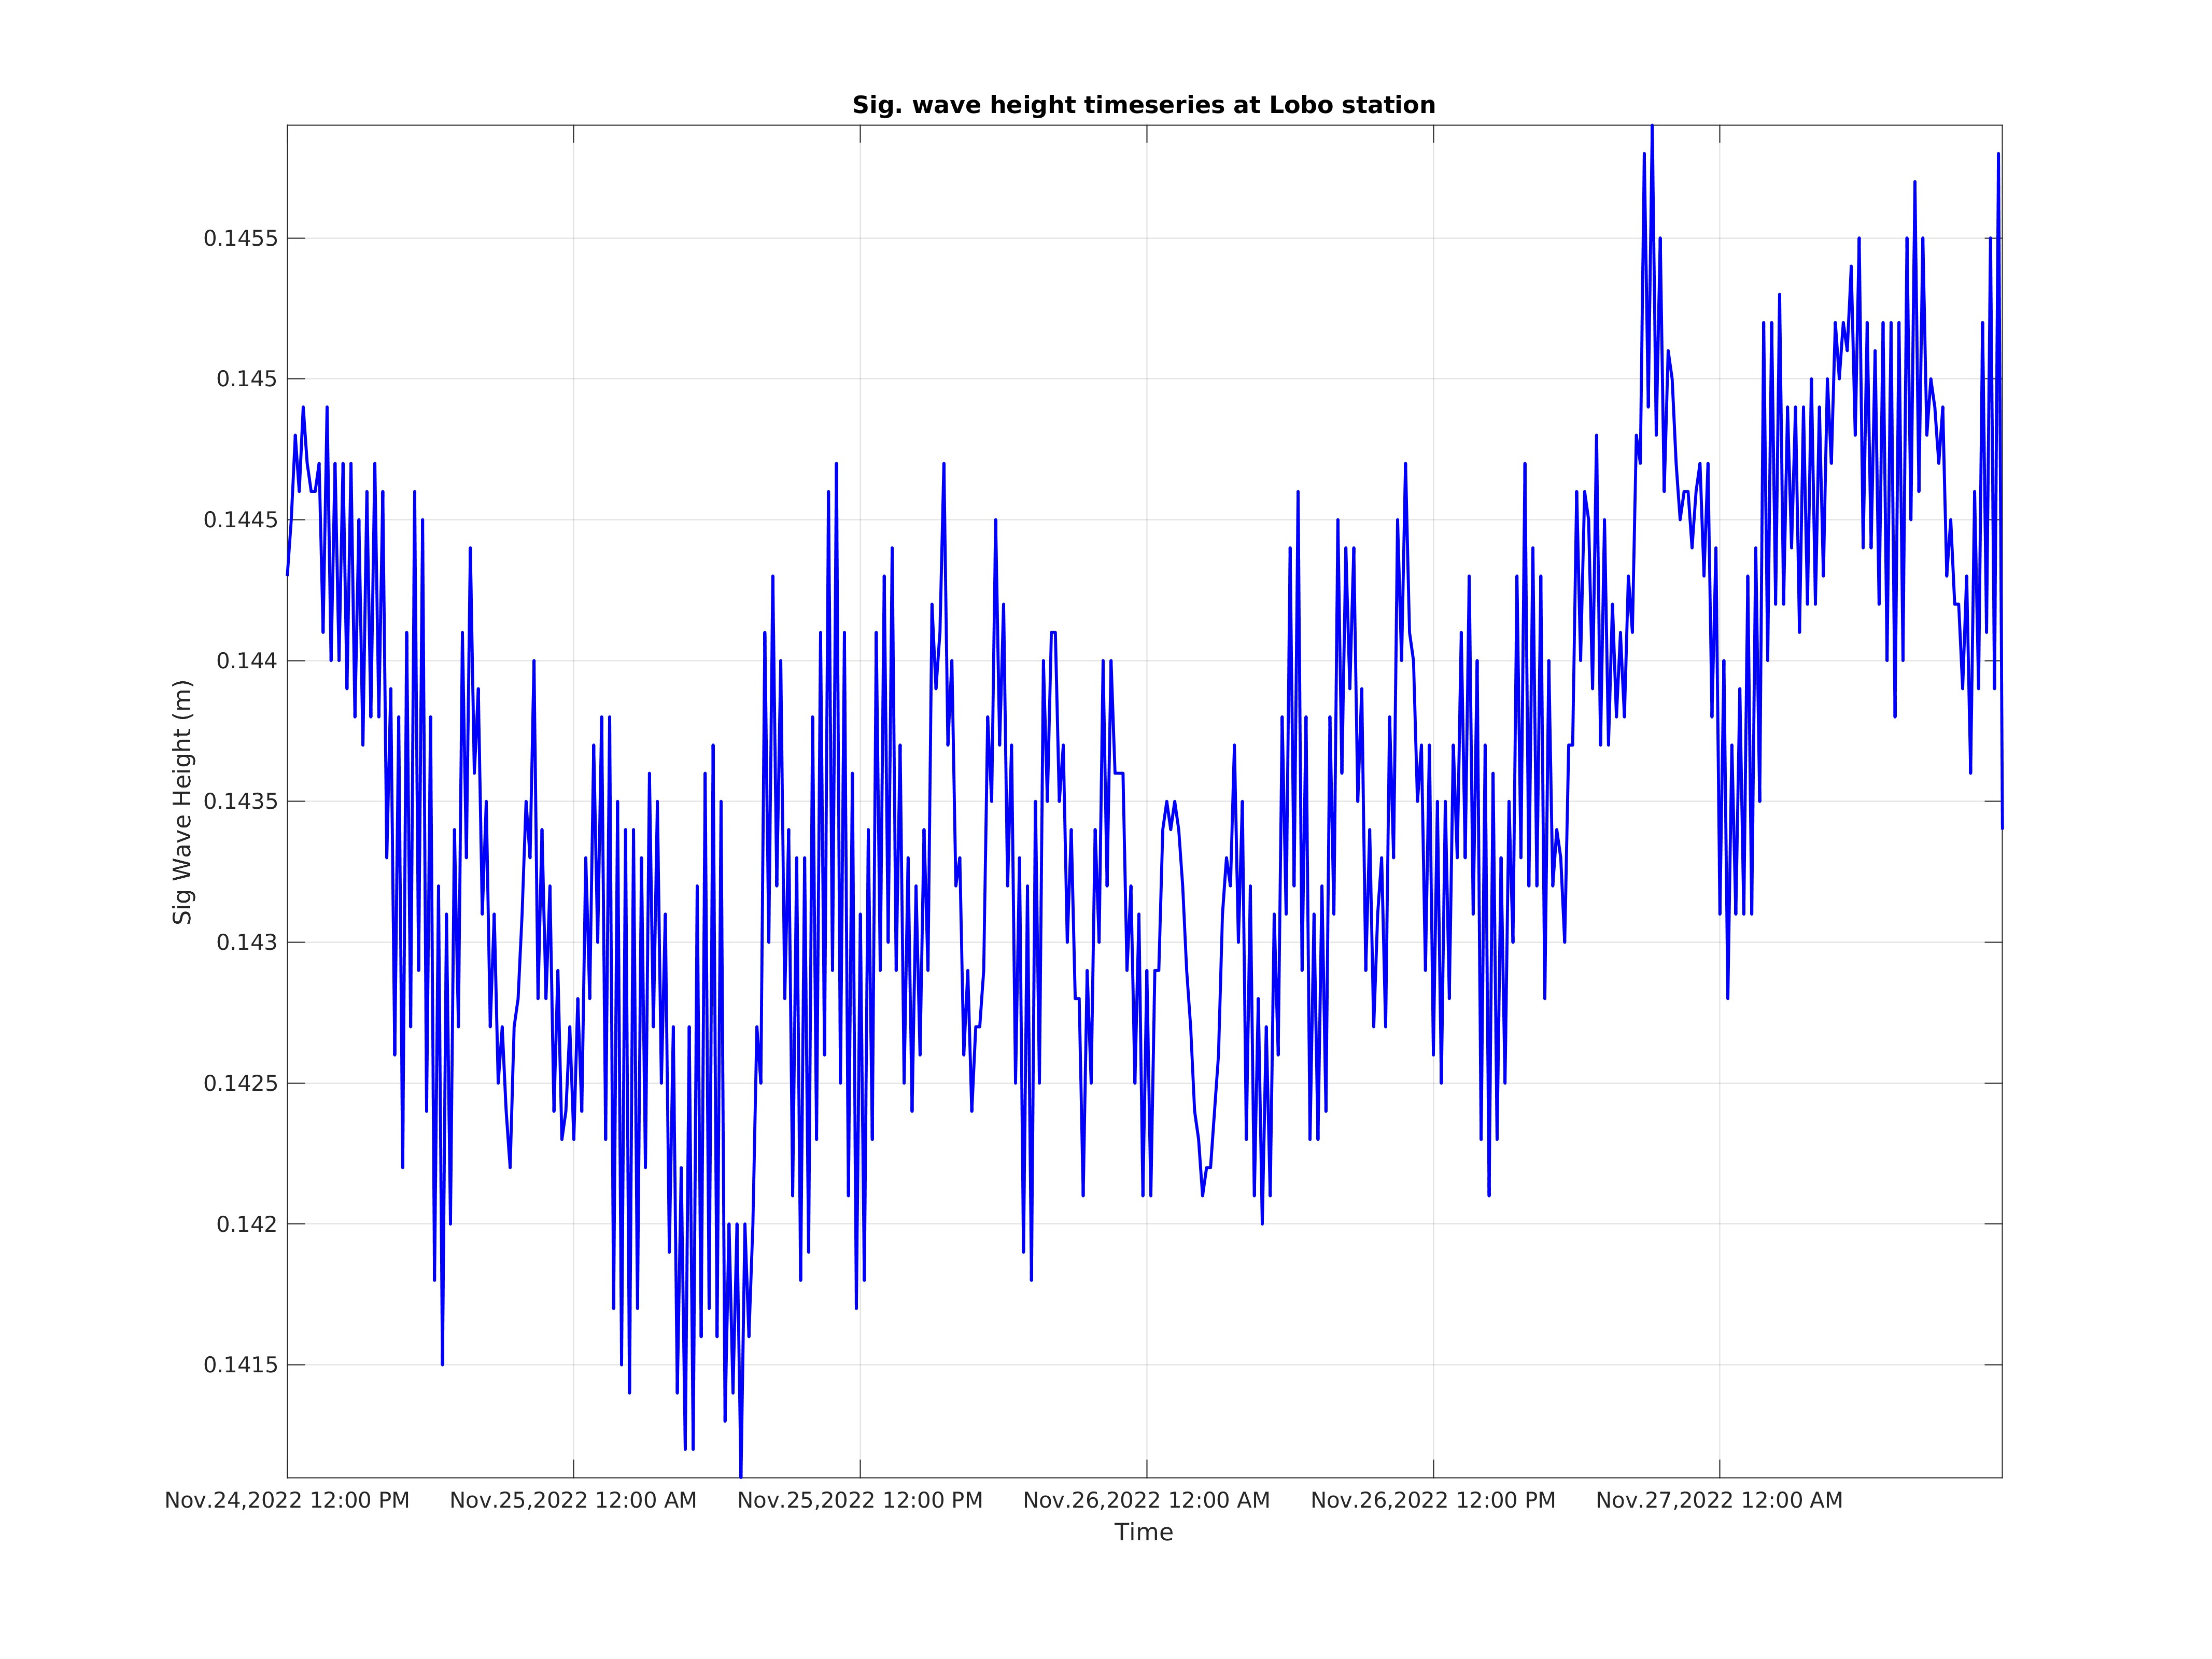 Sig. wave height timeseries at Lobo station
0.1455
0.145
0.1445
0.144
0.1435
0.143
0.1425
0.142
0.1415
Sig Wave Height (m)
Nov.24,2022 12:00 PM Nov.25,2022 12:00 AM Nov.25,2022 12:00 PM Nov.26,2022 12:00 AM Nov.26,2022 12:00 PM Nov.27,2022 12:00 AM
Time